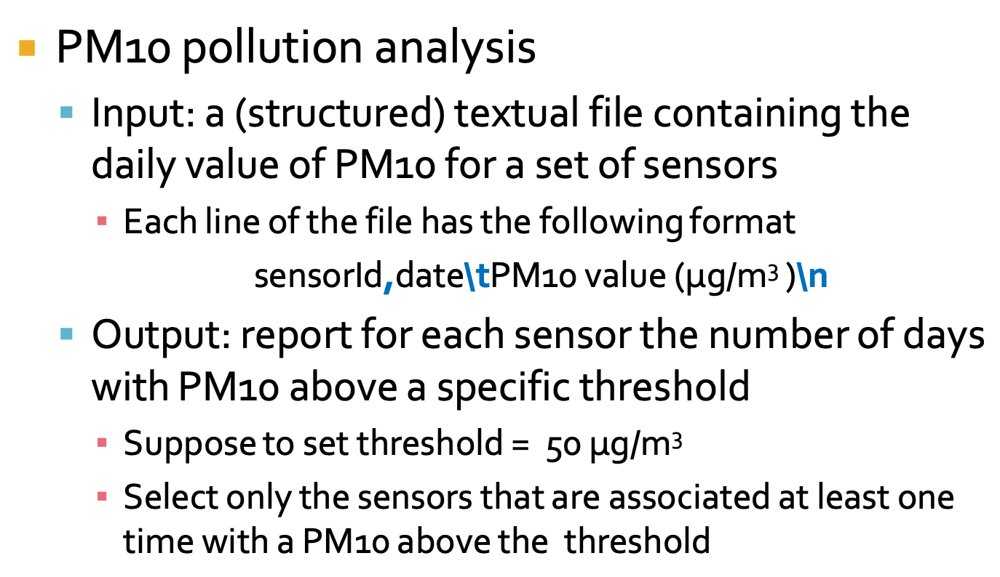 PM10 pollution analysis
Input: a (structured) textual file containing the
daily value of PM10 for a set of sensors
Each line of the file has the following format
sensorId,date\tPM10 value (μg/m³ )\n
Output: report for each sensor the number of days
with PM10 above a specific threshold
Suppose to set threshold = 50 μg/m³
Select only the sensors that are associated at least one
time with a PM10 above the threshold